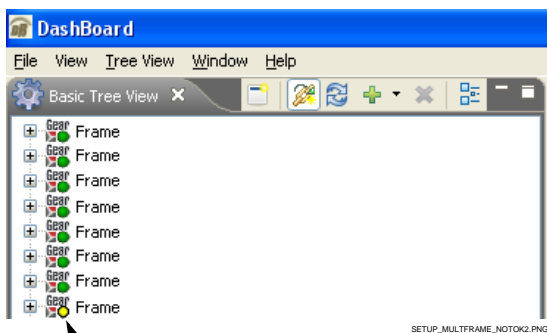 DashBoard
File View Tree View Window Help
Basic Tree View
Gear Frame
Gear Frame
Gear Frame
Gear Frame
Gear Frame
Gear Frame
Gear Frame
Gear Frame
SETUP_MULTFRAME_NOTOK2.PNG